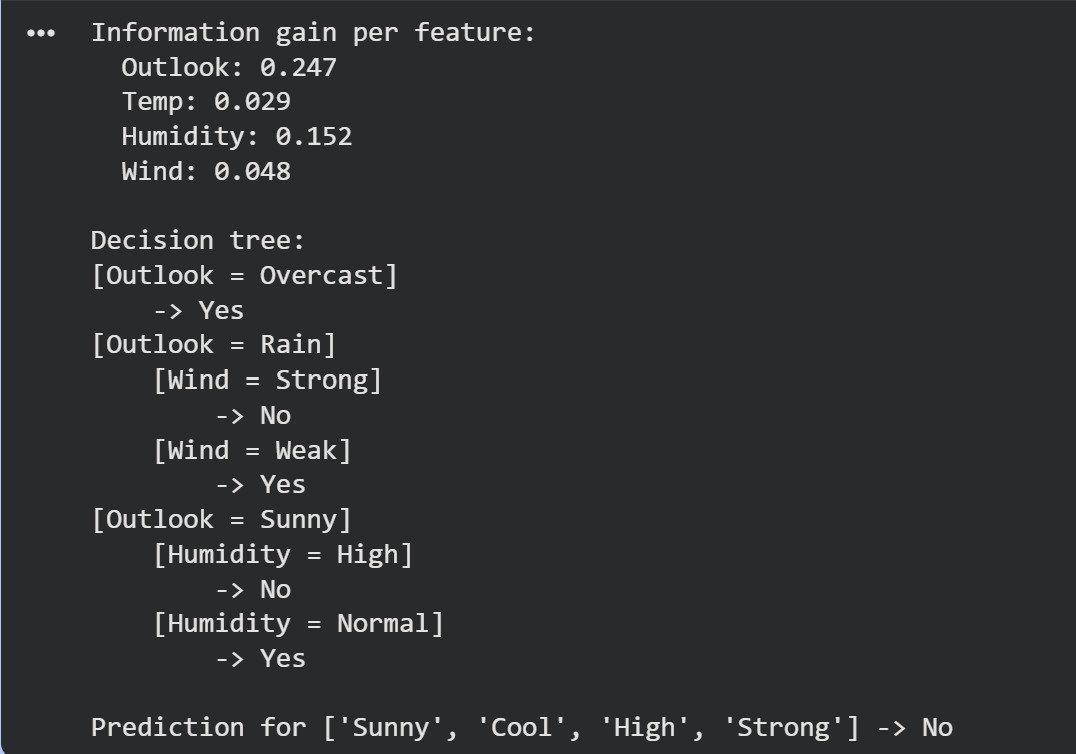 Information gain per feature:
Outlook: 0.247
Temp: 0.029
Humidity: 0.152
Wind: 0.048
Decision tree:
[Outlook = Overcast]
-> Yes
[Outlook = Rain]
[Wind = Strong]
-> No
[Wind = Weak]
-> Yes
[Outlook = Sunny]
[Humidity = High]
-> No
[Humidity = Normal]
-> Yes
Prediction for ['Sunny', 'Cool', 'High', 'Strong'] -> No